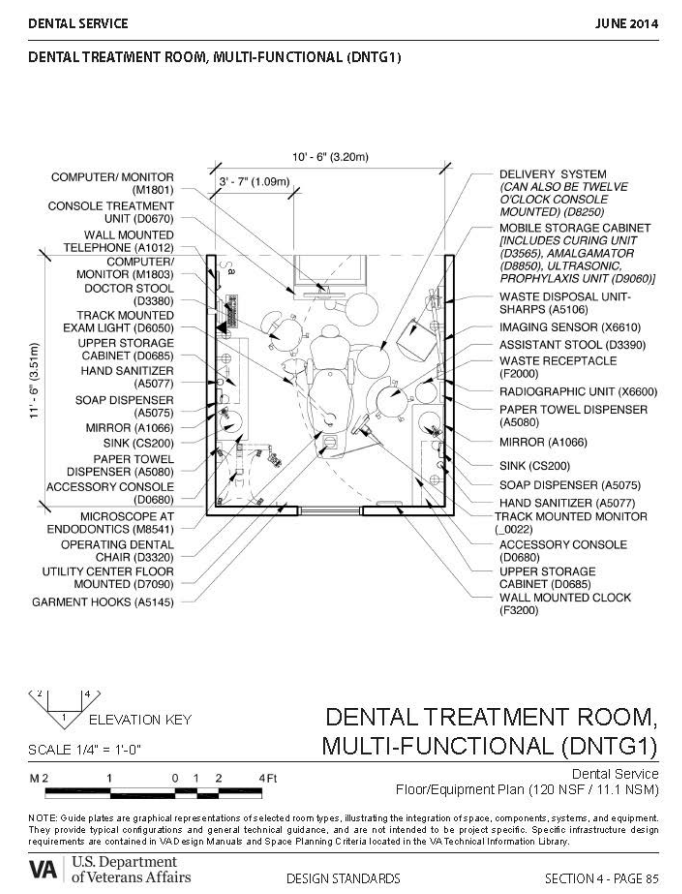 DENTAL SERVICE
JUNE 2014
DENTAL TREATMENT ROOM, MULTI-FUNCTIONAL (DNTG1)
10' - 6" (3.20m)
3' - 7" (1.09m)
11' - 6" (3.51m)
COMPUTER/ MONITOR
(M1801)
CONSOLE TREATMENT
UNIT (D0670)
WALL MOUNTED
TELEPHONE (A1012)
COMPUTER/
MONITOR (M1803)
DOCTOR STOOL
(D3380)
TRACK MOUNTED
EXAM LIGHT (D6050)
UPPER STORAGE
CABINET (D0685)
HAND SANITIZER
(A5077)
SOAP DISPENSER
(A5075)
MIRROR (A1066)
SINK (CS200)
PAPER TOWEL
DISPENSER (A5080)
ACCESSORY CONSOLE
(D0680)
MICROSCOPE AT
ENDODONTICS (M8541)
OPERATING DENTAL
CHAIR (D3320)
UTILITY CENTER FLOOR
MOUNTED (D7090)
GARMENT HOOKS (A5145)
DELIVERY SYSTEM
(CAN ALSO BE TWELVE
O'CLOCK CONSOLE
MOUNTED) (D8250)
MOBILE STORAGE CABINET
[INCLUDES CURING UNIT
(D3565), AMALGAMATOR
(D8850), ULTRASONIC,
PROPHYLAXIS UNIT (D9060)]
WASTE DISPOSAL UNIT-
SHARPS (A5106)
IMAGING SENSOR (X6610)
ASSISTANT STOOL (D3390)
WASTE RECEPTACLE
(F2000)
RADIOGRAPHIC UNIT (X6600)
PAPER TOWEL DISPENSER
(A5080)
MIRROR (A1066)
SINK (CS200)
SOAP DISPENSER (A5075)
HAND SANITIZER (A5077)
TRACK MOUNTED MONITOR
(_0022)
ACCESSORY CONSOLE
(D0680)
UPPER STORAGE
CABINET (D0685)
WALL MOUNTED CLOCK
(F3200)
2 4
1
ELEVATION KEY
SCALE 1/4" = 1'-0"
M 2 1 0 1 2 4 Ft
DENTAL TREATMENT ROOM,
MULTI-FUNCTIONAL (DNTG1)
Dental Service
Floor/Equipment Plan (120 NSF / 11.1 NSM)
NOTE: Guide plates are graphical representations of selected room types, illustrating the integration of space, components, systems, and equipment.
They provide typical configurations and general technical guidance, and are not intended to be project specific. Specific infrastructure design
requirements are contained in VA Design Manuals and Space Planning Criteria located in the VA Technical Information Library.
VA
U.S. Department
of Veterans Affairs
DESIGN STANDARDS
SECTION 4 - PAGE 85